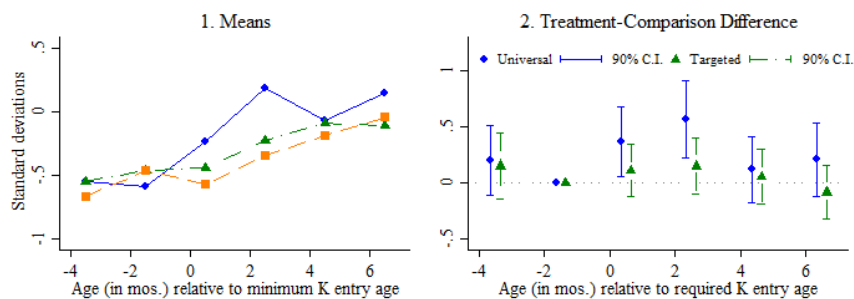 1. Means
Standard deviations
.5
0
-.5
-1
-4 -2 0 2 4 6
Age (in mos.) relative to minimum K entry age
2. Treatment-Comparison Difference
Universal 90% C.I. Targeted 90% C.I.
1
.5
0
-.5
-4 -2 0 2 4 6
Age (in mos.) relative to required K entry age